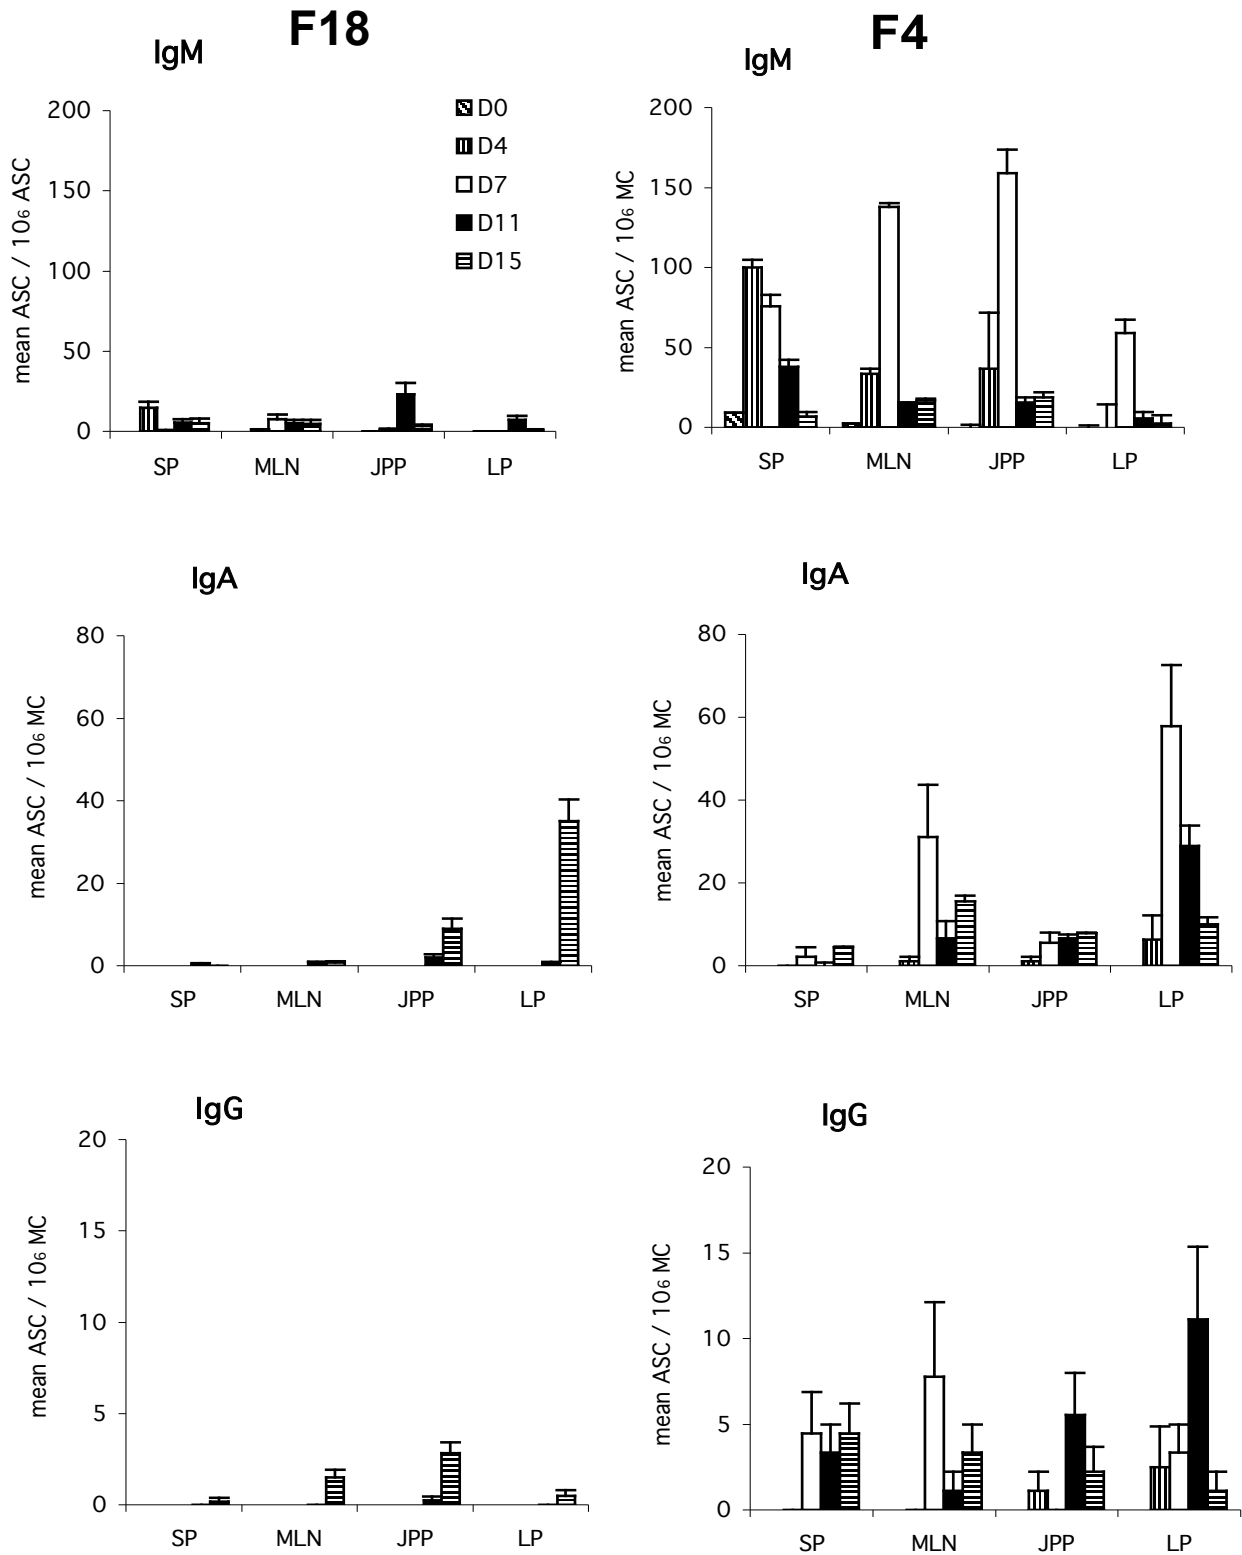 F18
F4
IgM
IgM
D0
D4
D7
D11
D15
mean ASC / 106 ASC
200
150
100
50
0
SP MLN JPP LP
mean ASC / 106 MC
200
150
100
50
0
SP MLN JPP LP
IgA
mean ASC / 106 MC
80
60
40
20
0
SP MLN JPP LP
IgA
mean ASC / 106 MC
80
60
40
20
0
SP MLN JPP LP
IgG
mean ASC / 106 MC
20
15
10
5
0
SP MLN JPP LP
IgG
mean ASC / 106 MC
20
15
10
5
0
SP MLN JPP LP